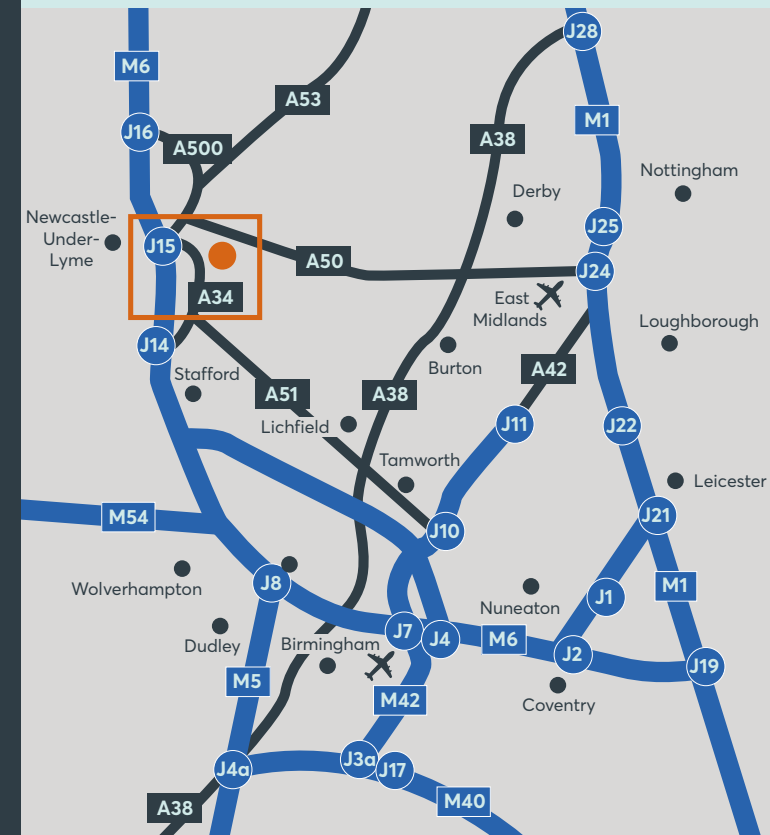 J28
M6
A53
M1
J16
A38
A500
Nottingham
Derby
Newcastle-
Under-
Lyme
J25
J15
A50
J24
East
Midlands
A34
Loughborough
J14
Burton
A42
Stafford
A51
A38
Lichfield
J11
J22
Tamworth
Leicester
M54
J21
J10
Wolverhampton
J8
M1
J1
Nuneaton
Dudley
Birmingham
J7
J4
M6
J2
J19
M5
M42
Coventry
J4a
J3a
J17
M40
A38